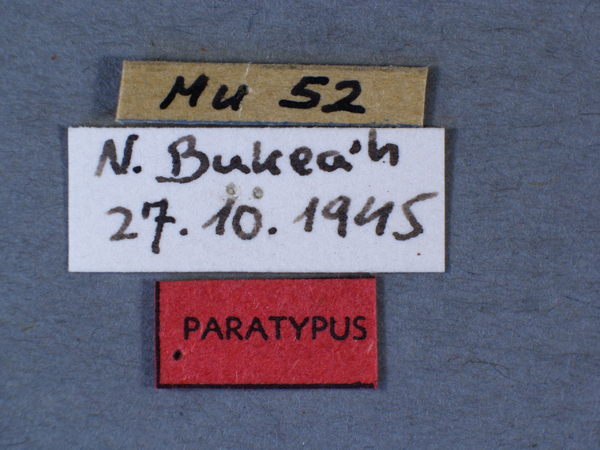 Mu 52
N. Bukea'h
27.10.1945
PARATYPUS